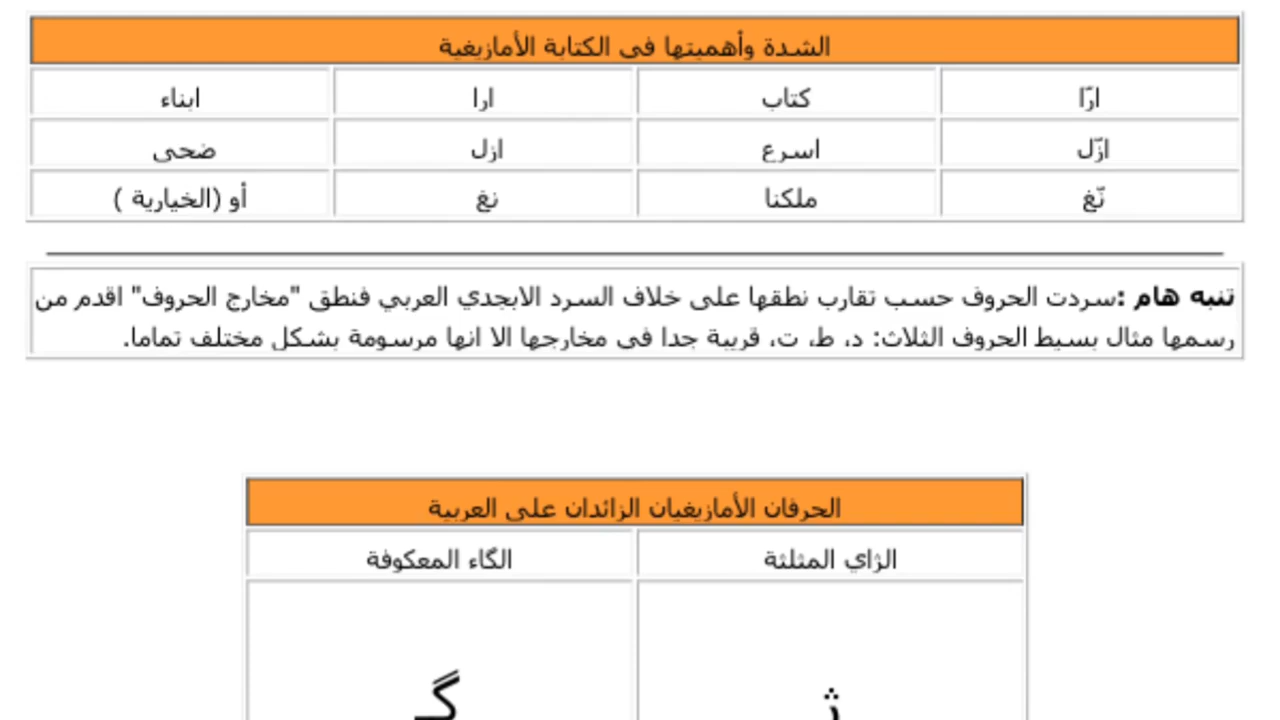 الشدة وأهميتها في الكتابة الأمازيغية
ارّا كتاب ارا ابناء
ازّل اسرع ازل ضحى
نّغ ملكنا نغ أو (الخيارية )
تنبه هام :سردت الحروف حسب تقارب نطقها على خلاف السرد الابجدي العربي فنطق "مخارج الحروف" اقدم من
رسمها مثال بسيط الحروف الثلاث: د، ط، ت، قريبة جدا في مخارجها الا انها مرسومة بشكل مختلف تماما.
الحرفان الأمازيغيان الزائدان على العربية
الژاي المثلثة الگاء المعكوفة
ژ گـ